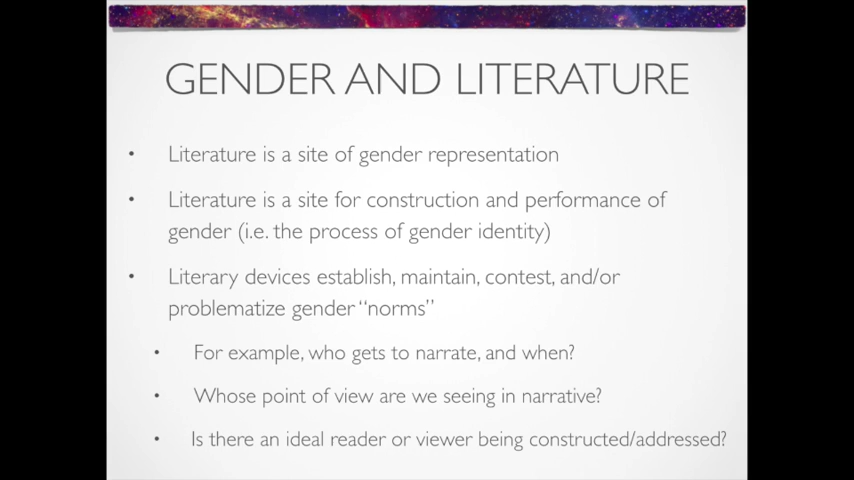 GENDER AND LITERATURE
• Literature is a site of gender representation
• Literature is a site for construction and performance of
gender (i.e. the process of gender identity)
• Literary devices establish, maintain, contest, and/or
problematize gender “norms”
• For example, who gets to narrate, and when?
• Whose point of view are we seeing in narrative?
• Is there an ideal reader or viewer being constructed/addressed?